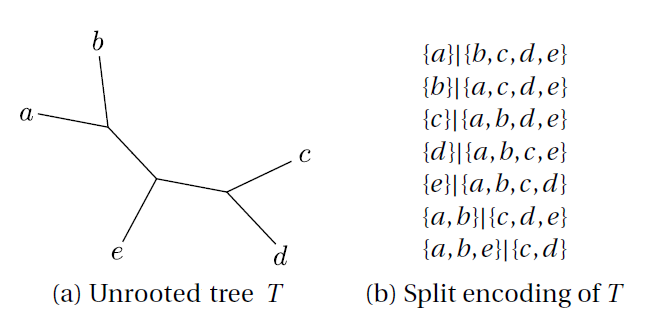 b
a
c
e
d
(a) Unrooted tree T
{a}|{b,c,d,e}
{b}|{a,c,d,e}
{c}|{a,b,d,e}
{d}|{a,b,c,e}
{e}|{a,b,c,d}
{a,b}|{c,d,e}
{a,b,e}|{c,d}
(b) Split encoding of T